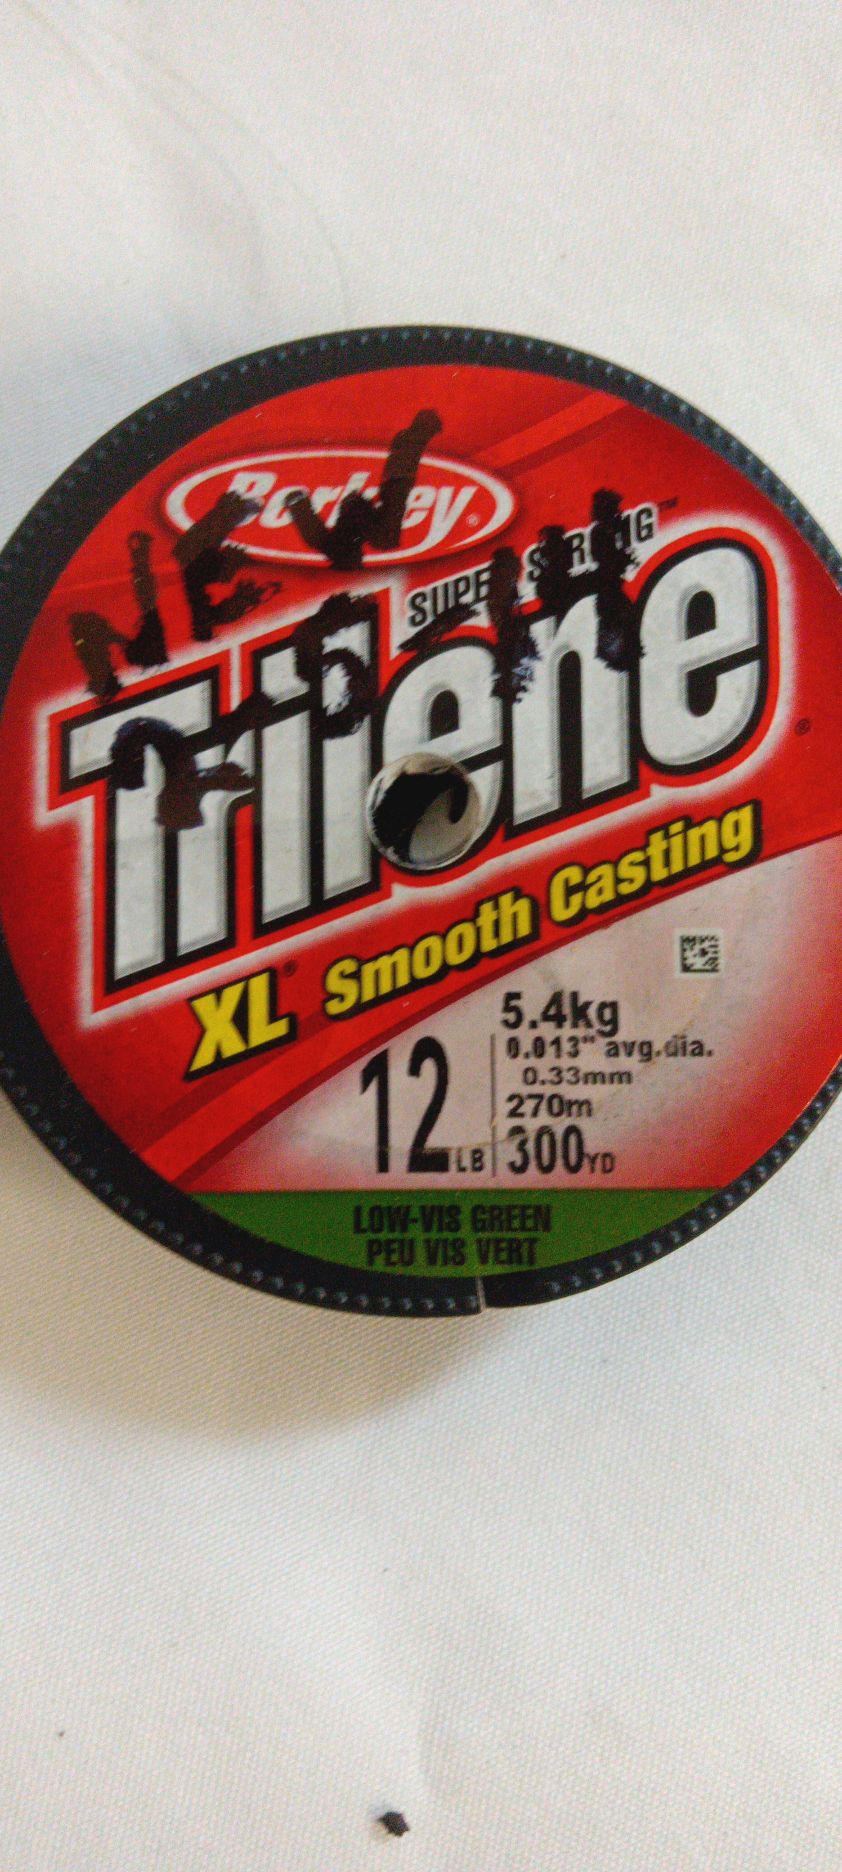 NEW
Berkley®
SUPER STRONG™
Trilene®
XL® Smooth Casting
12 LB
5.4kg
0.013" avg.dia.
0.33mm
270m
300YD
LOW-VIS GREEN
PEU VIS VERT